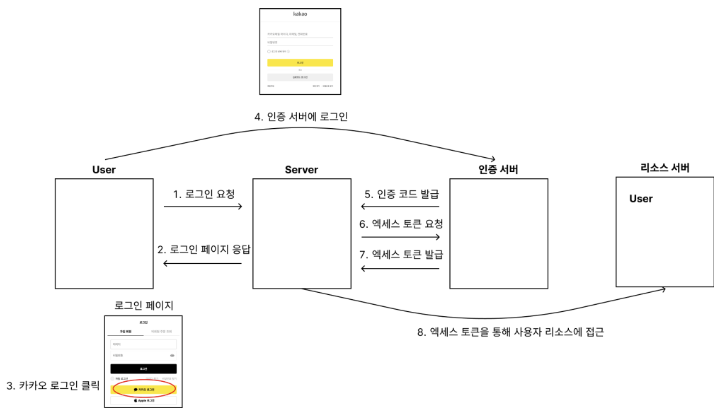 kakao
4. 인증 서버에 로그인
User
Server
인증 서버
리소스 서버
1. 로그인 요청
5. 인증 코드 발급
User
6. 엑세스 토큰 요청
2. 로그인 페이지 응답
7. 엑세스 토큰 발급
로그인 페이지
8. 엑세스 토큰을 통해 사용자 리소스에 접근
3. 카카오 로그인 클릭
Apple 로그인